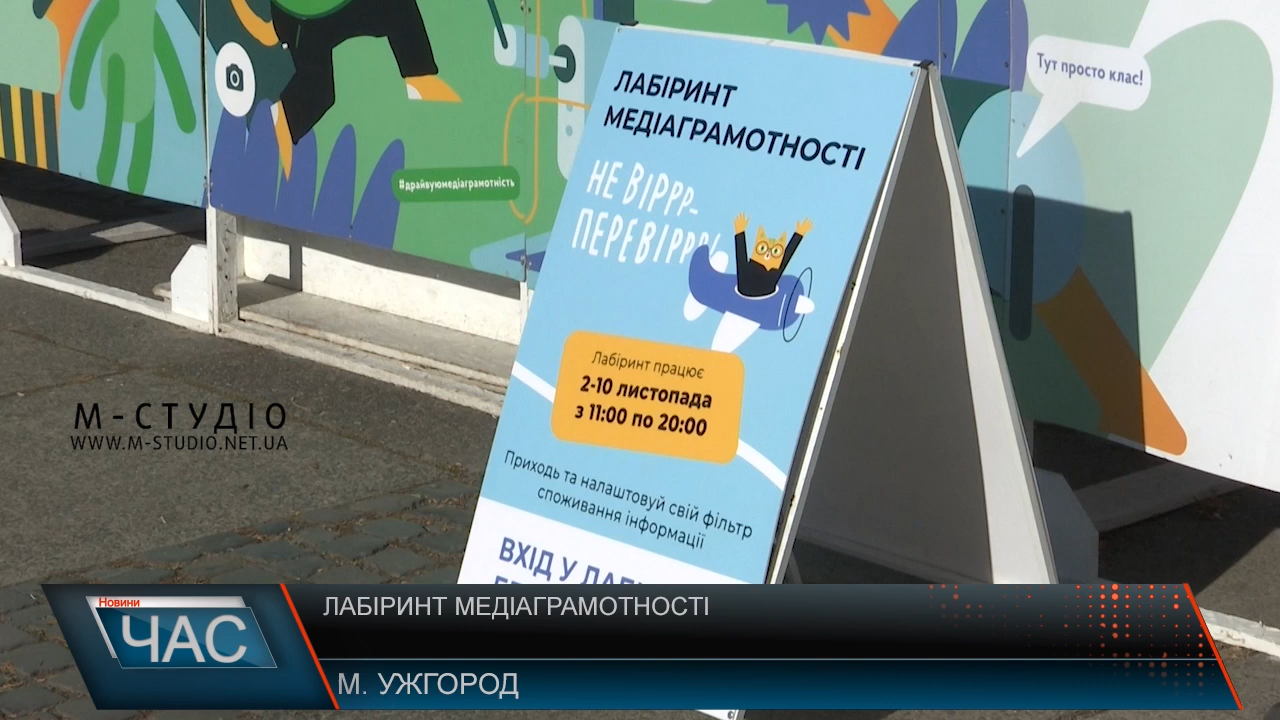 Тут просто клас!
#драйвуюмедіаграмотність
ЛАБІРИНТ
МЕДІАГРАМОТНОСТІ
НЕ ВІРРР-
ПЕРЕВІРРР!
Лабіринт працює
2-10 листопада
з 11:00 по 20:00
Приходь та налаштовуй свій фільтр
споживання інформації
ВХІД У
М-СТУДІО
WWW.M-STUDIO.NET.UA
Новини
ЧАС
ЛАБІРИНТ МЕДІАГРАМОТНОСТІ
М. УЖГОРОД